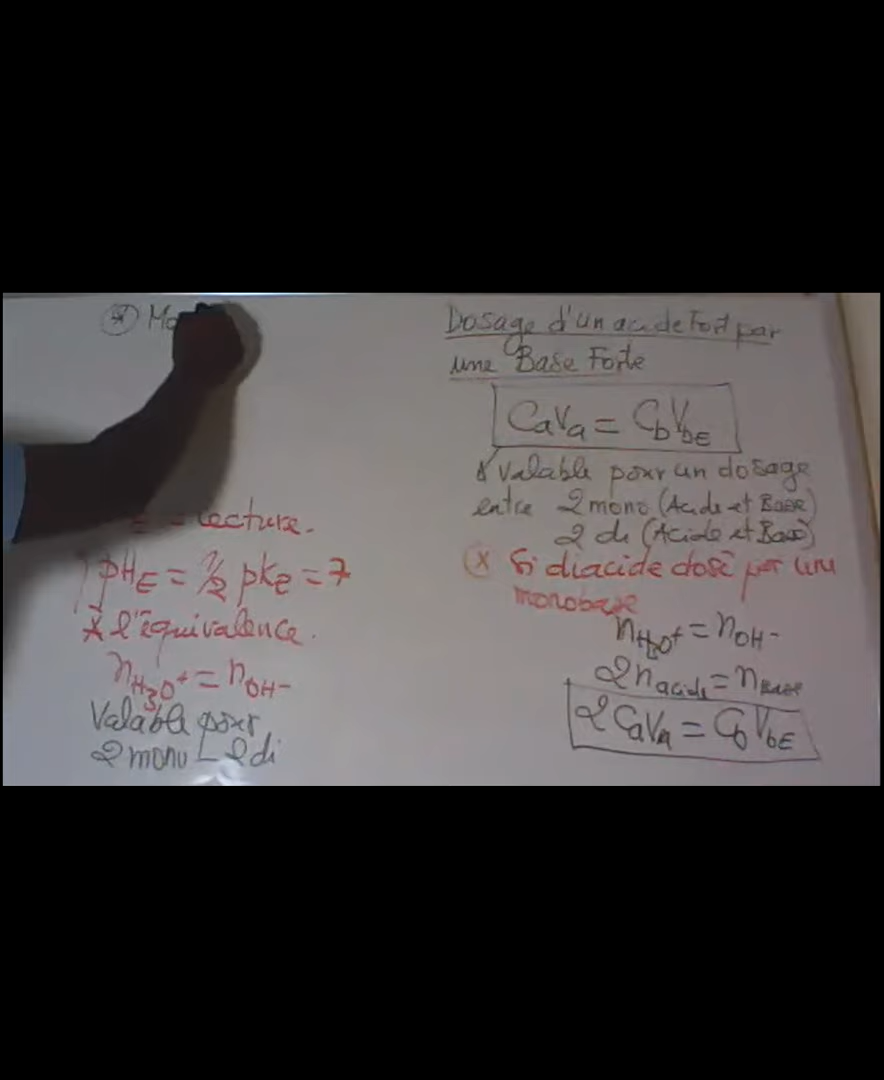 * Mo
lecture.
pHE = 1/2 pke = 7
* l'équivalence.
nH3O+ = nOH-
Valable pour
2 mono 2 di
Dosage d'un acide Fort par
une Base Forte
CaVa = CbVbE
* valable pour un dosage
entre 2 mono (Acide et Base)
2 di (Acide et Base)
* Si diacide dosé par une
monobase
nH3O+ = nOH-
2 nacide = nBase
2 CaVa = CbVbE